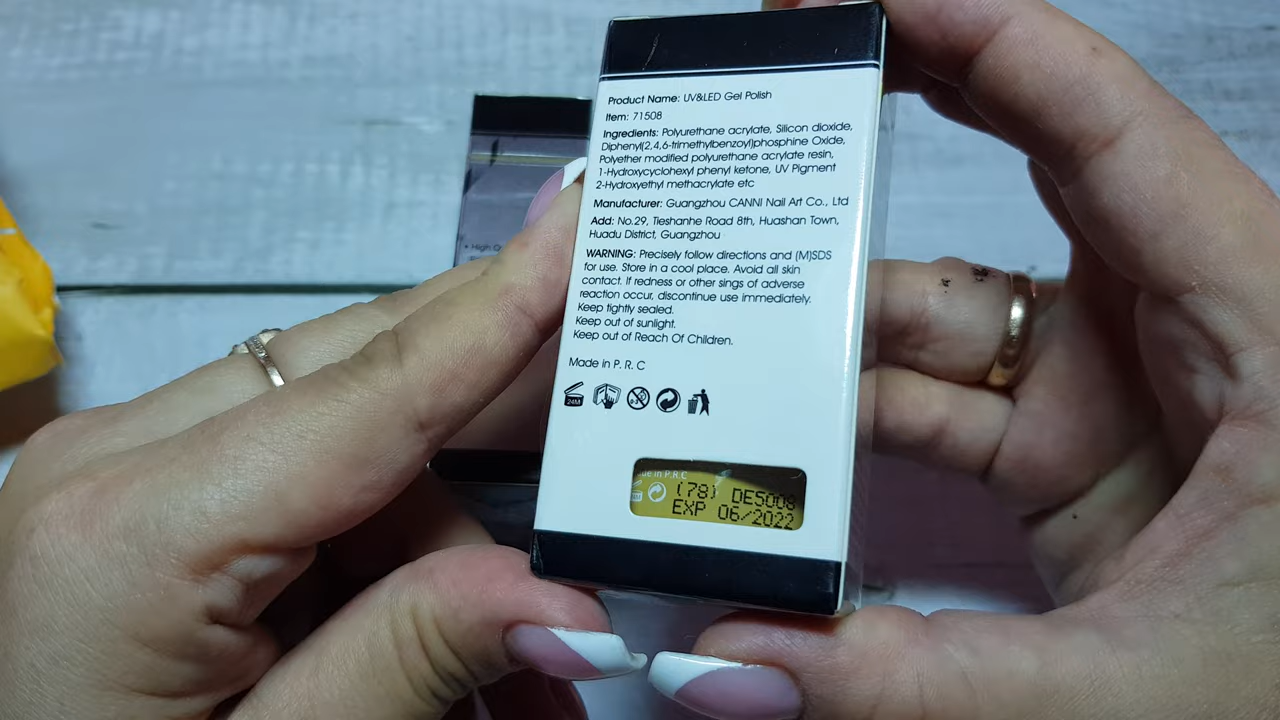 Product Name: UV&LED Gel Polish
Item: 71508
Ingredients: Polyurethane acrylate, Silicon dioxide,
Diphenyl(2,4,6-trimethylbenzoyl)phosphine Oxide,
Polyether modified polyurethane acrylate resin,
1-Hydroxycyclohexyl phenyl ketone, UV Pigment
2-Hydroxyethyl methacrylate etc
Manufacturer: Guangzhou CANNI Nail Art Co., Ltd
Add: No.29, Tieshanhe Road 8th, Huashan Town,
Huadu District, Guangzhou
WARNING: Precisely follow directions and (M)SDS
for use. Store in a cool place. Avoid all skin
contact. If redness or other sings of adverse
reaction occur, discontinue use immediately.
Keep tightly sealed.
Keep out of sunlight.
Keep out of Reach Of Children.
Made in P. R. C
24M
in P.R.C
(78) DE5008
EXP 06/2022
• High